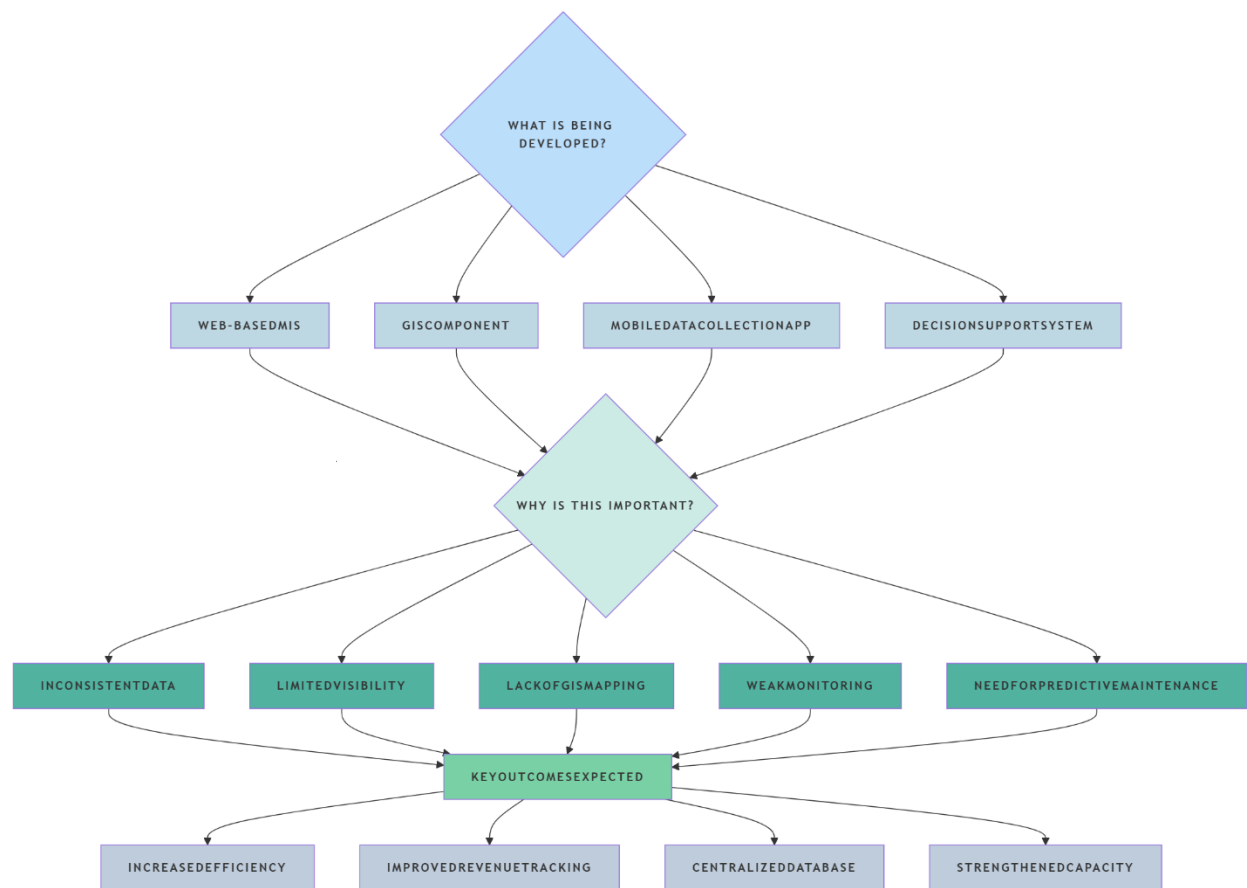 WHAT IS BEING
DEVELOPED?
WEB-BASEDMIS
GISCOMPONENT
MOBILEDATACOLLECTIONAPP
DECISIONSUPPORTSYSTEM
WHY IS THIS IMPORTANT?
INCONSISTENTDATA
LIMITEDVISIBILITY
LACKOFGISMAPPING
WEAKMONITORING
NEEDFORPREDICTIVEMAINTENANCE
KEYOUTCOMESEXPECTED
INCREASEDEFFICIENCY
IMPROVEDREVENUETRACKING
CENTRALIZEDDATABASE
STRENGTHENEDCAPACITY